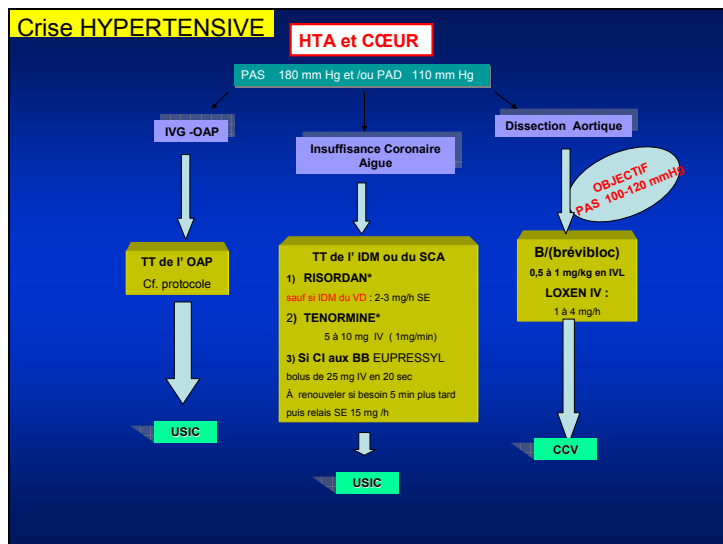 Crise HYPERTENSIVE
HTA et CŒUR
PAS 180 mm Hg et /ou PAD 110 mm Hg
IVG -OAP
Insuffisance Coronaire
Aigue
Dissection Aortique
OBJECTIF
PAS 100-120 mmHg
TT de l' OAP
Cf. protocole
USIC
TT de l' IDM ou du SCA
1) RISORDAN*
sauf si IDM du VD : 2-3 mg/h SE
2) TENORMINE*
5 à 10 mg IV ( 1mg/min)
3) Si CI aux BB EUPRESSYL
bolus de 25 mg IV en 20 sec
À renouveler si besoin 5 min plus tard
puis relais SE 15 mg /h
USIC
B/(brévibloc)
0,5 à 1 mg/kg en IVL
LOXEN IV :
1 à 4 mg/h
CCV